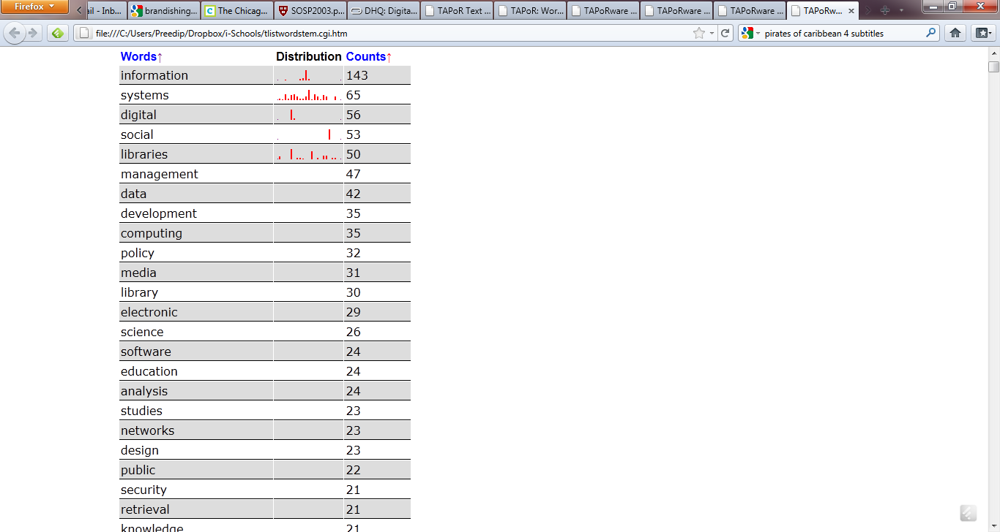 Firefox
ail - Inb... brandishing... The Chicag... SOSP2003.p... DHQ: Digita... TAPoR Text ... TAPoR: Wor... TAPoRware ... TAPoRware ... TAPoRware ... TAPoRw...
file:///C:/Users/Preedip/Dropbox/i-Schools/tlistwordstem.cgi.htm pirates of caribbean 4 subtitles
Words↑ Distribution Counts↑
information 143
systems 65
digital 56
social 53
libraries 50
management 47
data 42
development 35
computing 35
policy 32
media 31
library 30
electronic 29
science 26
software 24
education 24
analysis 24
studies 23
networks 23
design 23
public 22
security 21
retrieval 21
knowledge 21